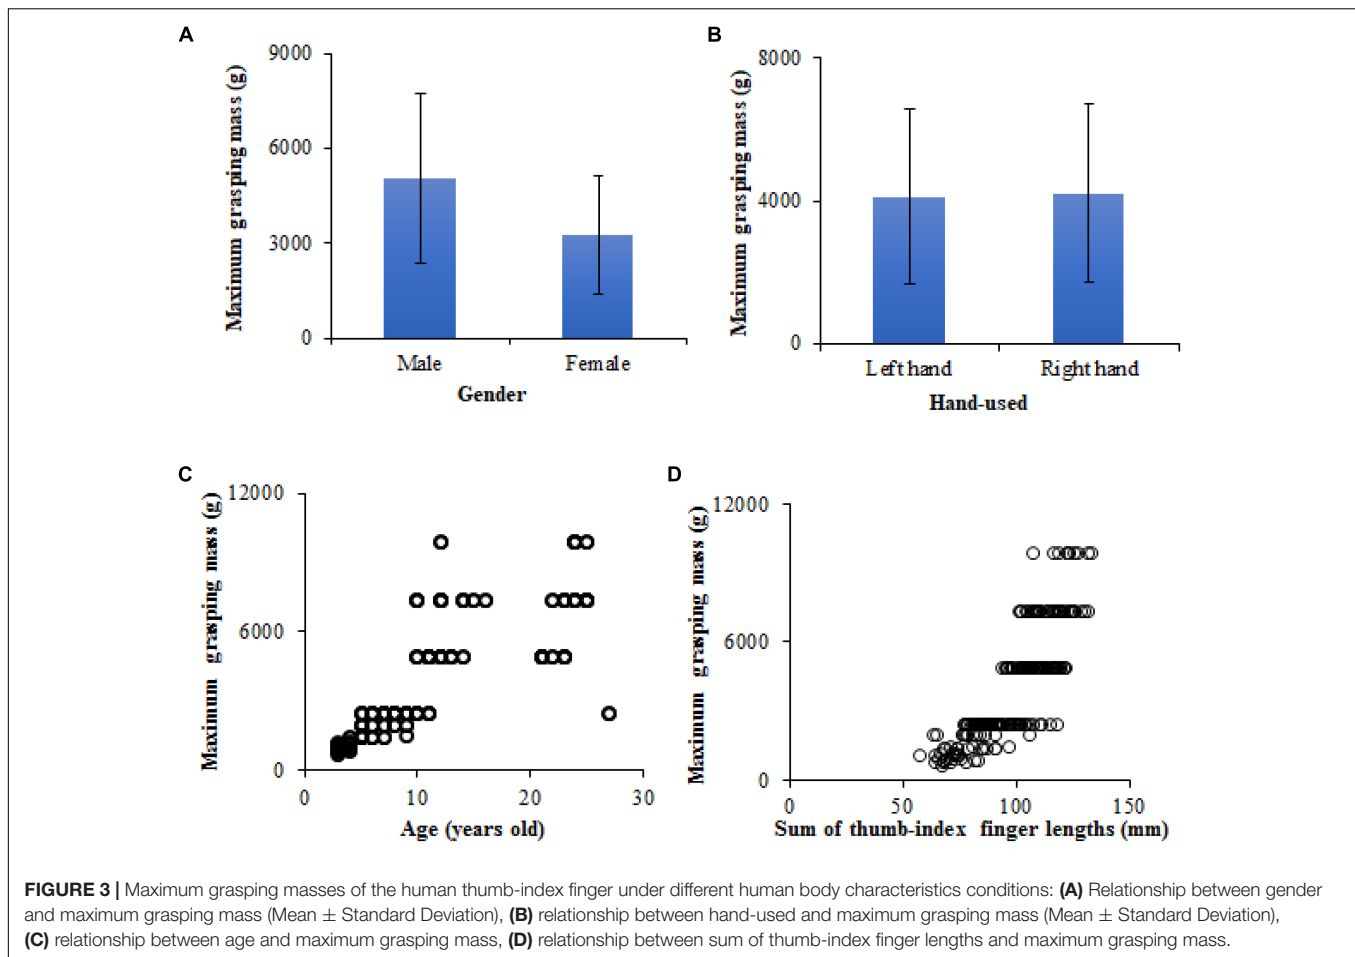 A
Maximum grasping mass (g)
9000
6000
3000
0
Male
Female
Gender
B
Maximum grasping mass (g)
8000
4000
0
Left hand
Right hand
Hand-used
C
Maximum grasping mass (g)
12000
6000
0
0
10
20
30
Age (years old)
D
Maximum grasping mass (g)
12000
6000
0
0
50
100
150
Sum of thumb-index finger lengths (mm)
FIGURE 3 | Maximum grasping masses of the human thumb-index finger under different human body characteristics conditions: (A) Relationship between gender
and maximum grasping mass (Mean ± Standard Deviation), (B) relationship between hand-used and maximum grasping mass (Mean ± Standard Deviation),
(C) relationship between age and maximum grasping mass, (D) relationship between sum of thumb-index finger lengths and maximum grasping mass.